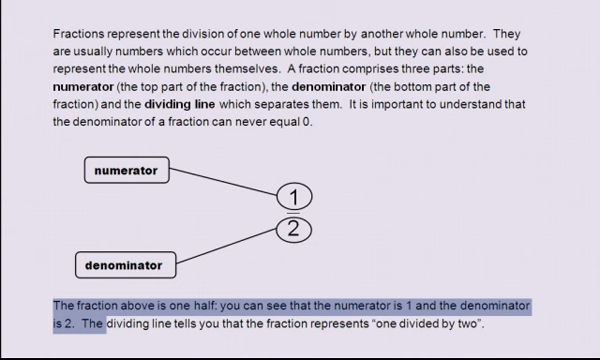 Fractions represent the division of one whole number by another whole number.  They
are usually numbers which occur between whole numbers, but they can also be used to
represent the whole numbers themselves.  A fraction comprises three parts: the
numerator (the top part of the fraction), the denominator (the bottom part of the
fraction) and the dividing line which separates them.  It is important to understand that
the denominator of a fraction can never equal 0.
numerator
1
2
denominator
The fraction above is one half: you can see that the numerator is 1 and the denominator
is 2.  The dividing line tells you that the fraction represents “one divided by two”.